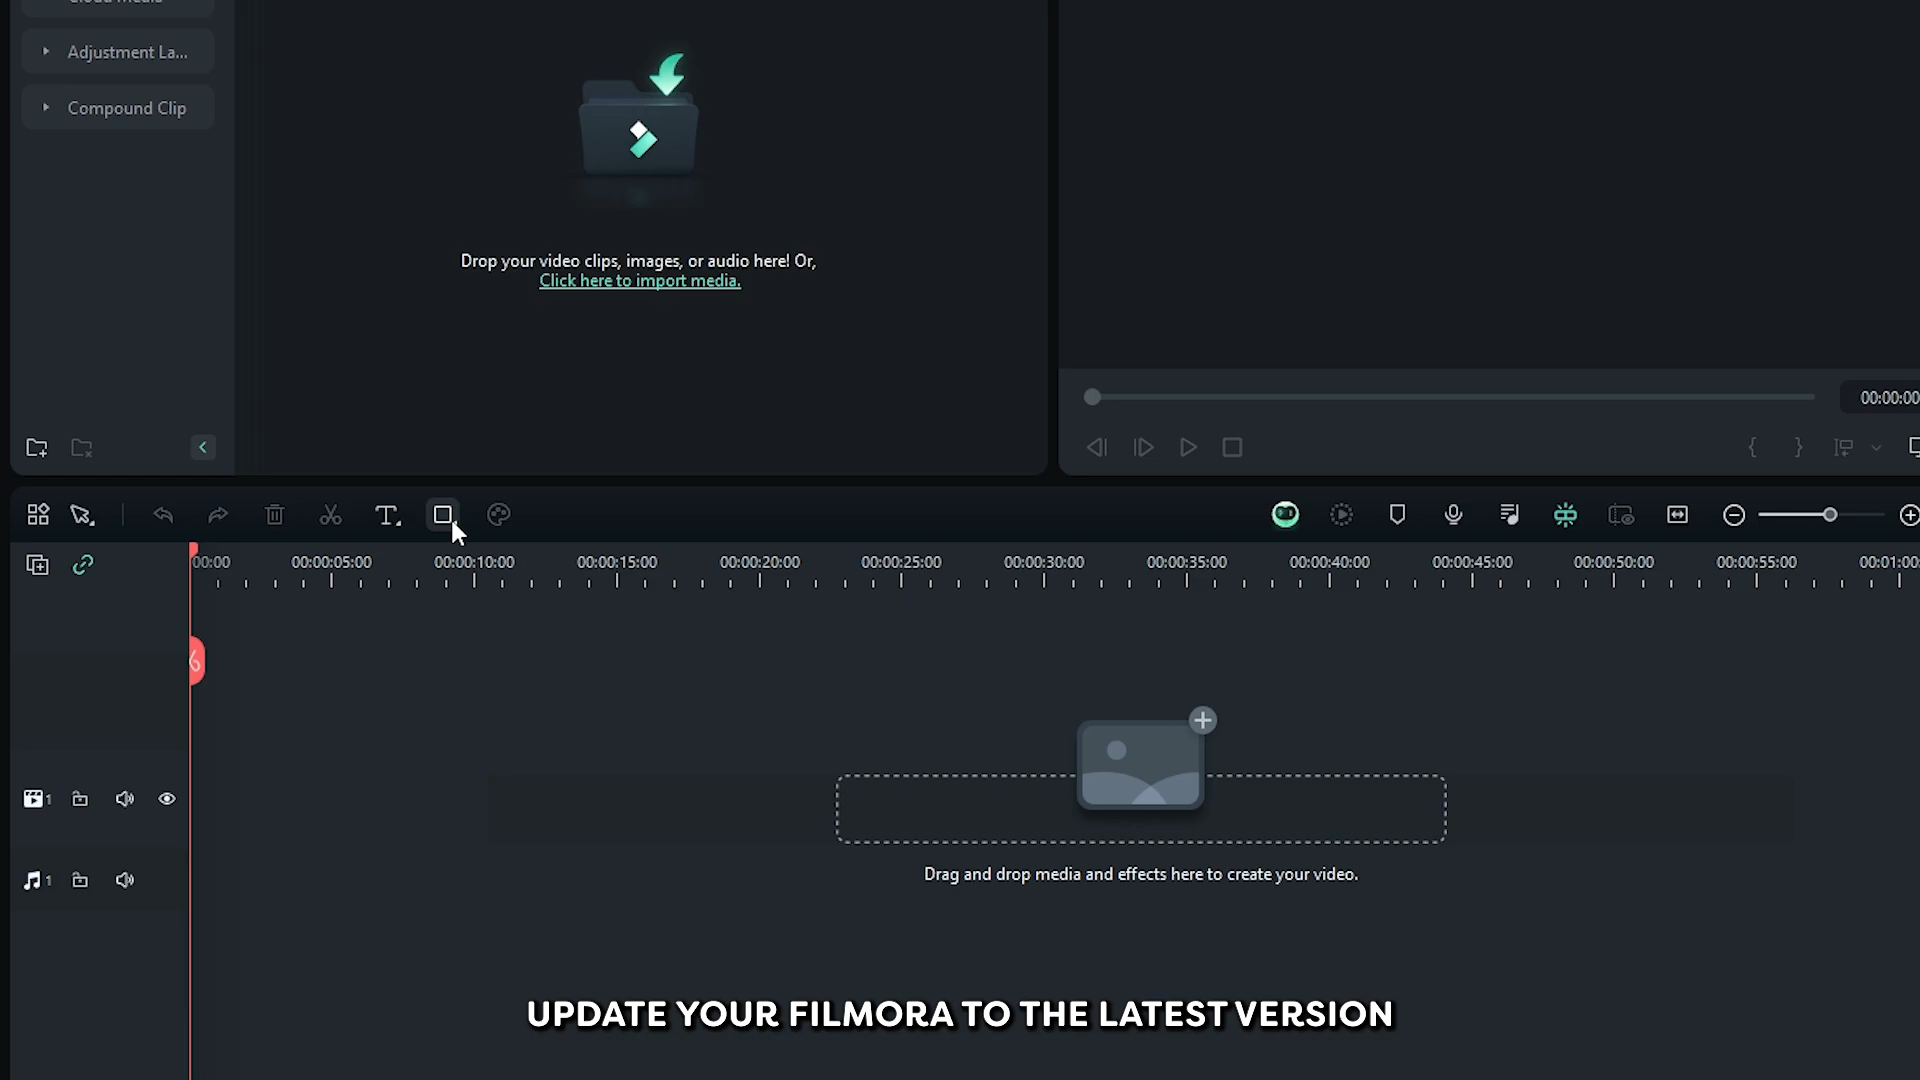 Adjustment La...
Compound Clip
Drop your video clips, images, or audio here! Or,
Click here to import media.
00:00:00
00:00 00:00:05:00 00:00:10:00 00:00:15:00 00:00:20:00 00:00:25:00 00:00:30:00 00:00:35:00 00:00:40:00 00:00:45:00 00:00:50:00 00:00:55:00 00:01:00
1
Drag and drop media and effects here to create your video.
1
UPDATE YOUR FILMORA TO THE LATEST VERSION